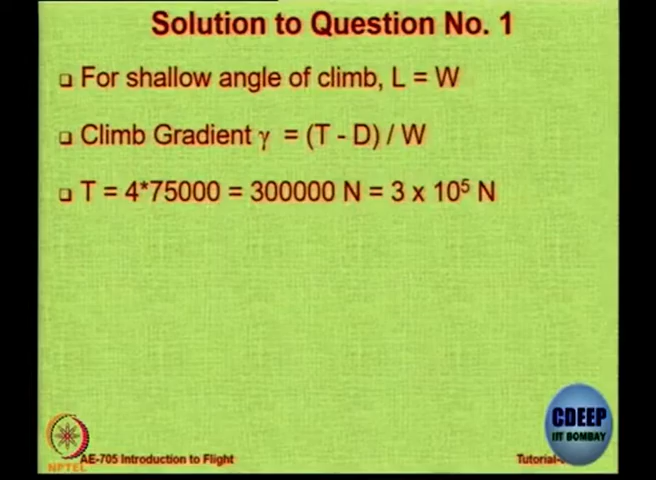 Solution to Question No. 1
For shallow angle of climb, L = W
Climb Gradient γ = (T - D) / W
T = 4*75000 = 300000 N = 3 x 10⁵ N
CDEEP
IIT BOMBAY
NPTEL
AE-705 Introduction to Flight
Tutorial-